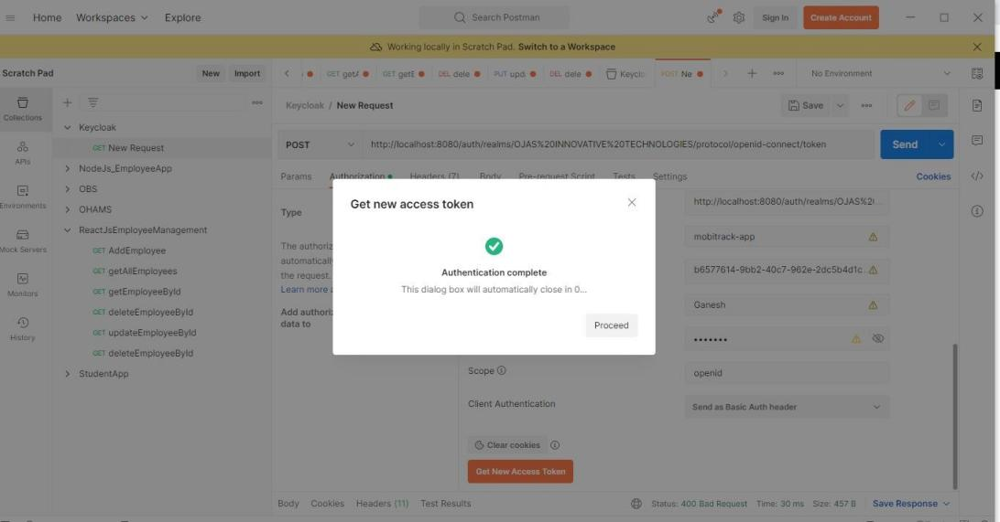 Home Workspaces Explore Search Postman Sign In Create Account
Working locally in Scratch Pad. Switch to a Workspace
Scratch Pad New Import GET getA GET getE DEL dele PUT upd DEL dele Keyclo POST Ne No Environment
Collections
Keycloak / New Request Save
Keycloak
GET New Request
POST http://localhost:8080/auth/realms/OJAS%20INNOVATIVE%20TECHNOLOGIES/protocol/openid-connect/token Send
APIs
NodeJs_EmployeeApp
Params Authorization Headers (7) Body Pre-request Script Tests Settings Cookies
OBS
Environments
OHAMS
Type http://localhost:8080/auth/realms/OJAS%2
ReactJsEmployeeManagement
Mock Servers
GET AddEmployee
GET getAllEmployees
GET getEmployeeById
GET deleteEmployeeById
GET updateEmployeeById
GET deleteEmployeeById
StudentApp
Monitors
History
The authoriz
automatically
the request.
Learn more
Add authoriz
data to
Get new access token
Authentication complete
This dialog box will automatically close in 0...
Proceed
mobitrack-app
b6577614-9bb2-40c7-962e-2dc5b4d1c
Ganesh
•••••••
Scope openid
Client Authentication Send as Basic Auth header
Clear cookies
Get New Access Token
Body Cookies Headers (11) Test Results Status: 400 Bad Request Time: 30 ms Size: 457 B Save Response